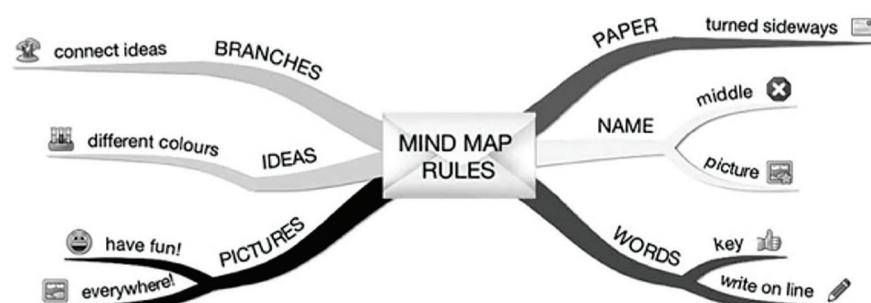 MIND MAP
RULES
PAPER
turned sideways
NAME
middle
picture
WORDS
key
write on line
BRANCHES
connect ideas
IDEAS
different colours
PICTURES
have fun!
everywhere!